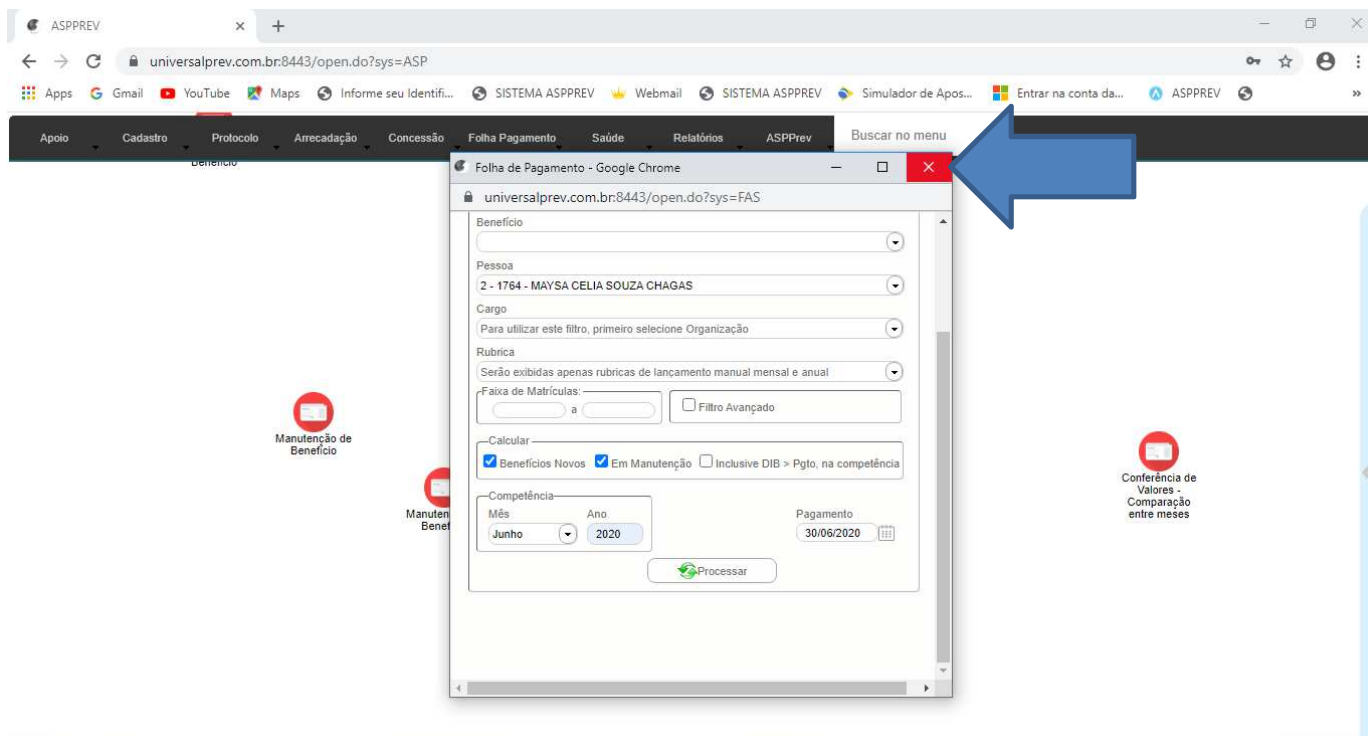 ASPPREV
universalprev.com.br:8443/open.do?sys=ASP
Apps Gmail YouTube Maps Informe seu Identifi... SISTEMA ASPPREV Webmail SISTEMA ASPPREV Simulador de Apos... Entrar na conta da... ASPPREV »
Apoio Cadastro Protocolo Arrecadação Concessão Folha Pagamento Saúde Relatórios ASPPrev Buscar no menu
Benefício
Folha de Pagamento - Google Chrome
universalprev.com.br:8443/open.do?sys=FAS
Benefício
Pessoa
2 - 1764 - MAYSA CELIA SOUZA CHAGAS
Cargo
Para utilizar este filtro, primeiro selecione Organização
Rubrica
Serão exibidas apenas rubricas de lançamento manual mensal e anual
Faixa de Matrículas:
a
Filtro Avançado
Calcular
Benefícios Novos Em Manutenção Inclusive DIB > Pgto, na competência
Competência
Mês Ano Pagamento
Junho 2020 30/06/2020
Processar
Manutenção de
Benefício
Manuten
Benef
Conferência de
Valores -
Comparação
entre meses